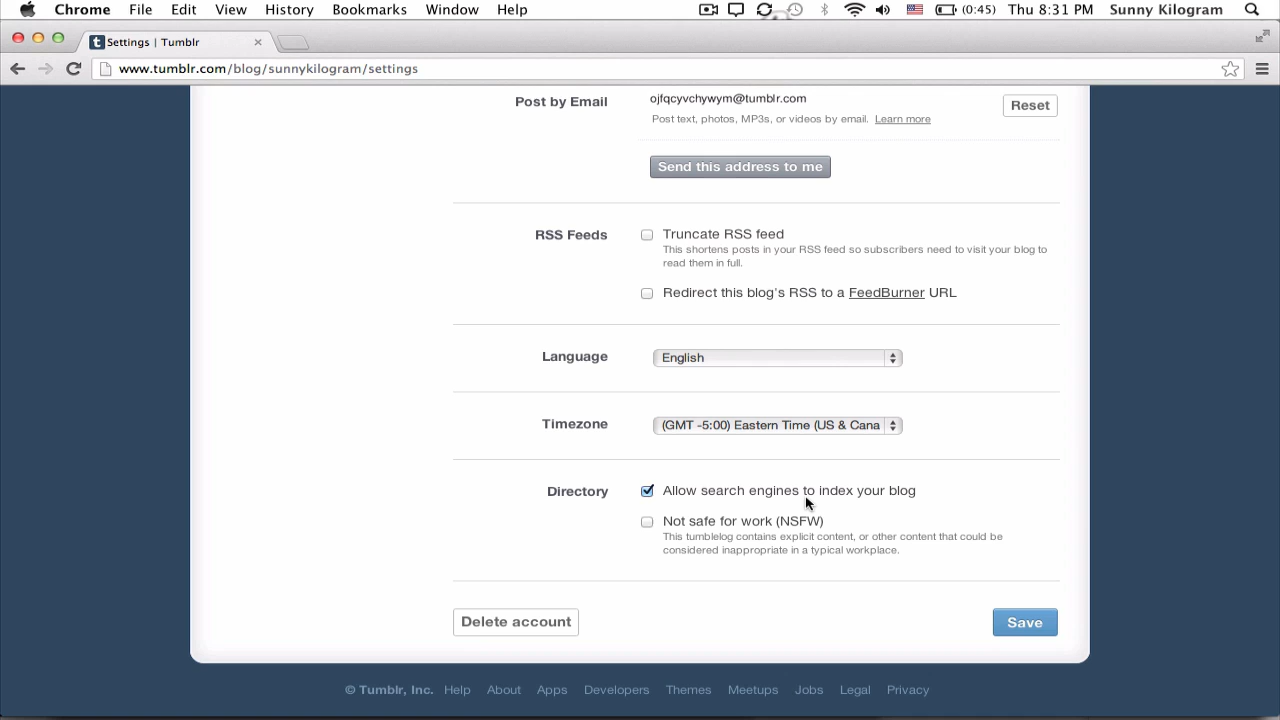 Chrome File Edit View History Bookmarks Window Help (0:45) Thu 8:31 PM Sunny Kilogram
Settings | Tumblr
www.tumblr.com/blog/sunnykilogram/settings
Post by Email ojfqcyvchywym@tumblr.com Reset
Post text, photos, MP3s, or videos by email. Learn more
Send this address to me
RSS Feeds Truncate RSS feed
This shortens posts in your RSS feed so subscribers need to visit your blog to
read them in full.
Redirect this blog's RSS to a FeedBurner URL
Language English
Timezone (GMT -5:00) Eastern Time (US & Cana
Directory Allow search engines to index your blog
Not safe for work (NSFW)
This tumblelog contains explicit content, or other content that could be
considered inappropriate in a typical workplace.
Delete account Save
© Tumblr, Inc. Help About Apps Developers Themes Meetups Jobs Legal Privacy